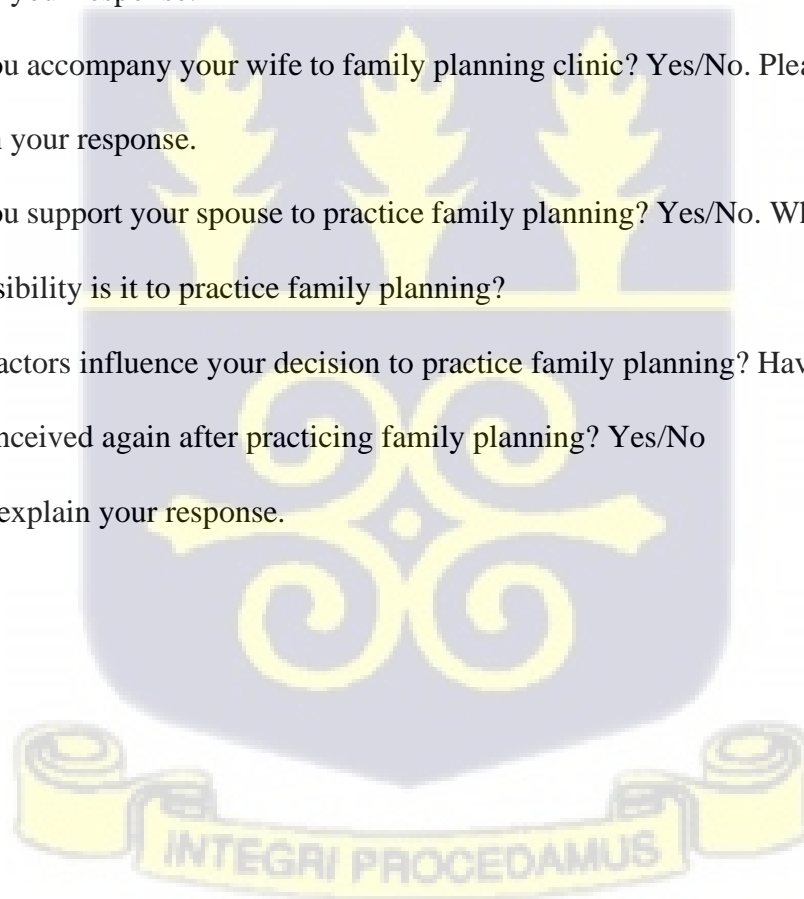 your response.
ou accompany your wife to family planning clinic? Yes/No. Plea
your response.
ou support your spouse to practice family planning? Yes/No. Wh
sibility is it to practice family planning?
actors influence your decision to practice family planning? Hav
nceived again after practicing family planning? Yes/No
explain your response.
INTEGRI PROCEDAMUS